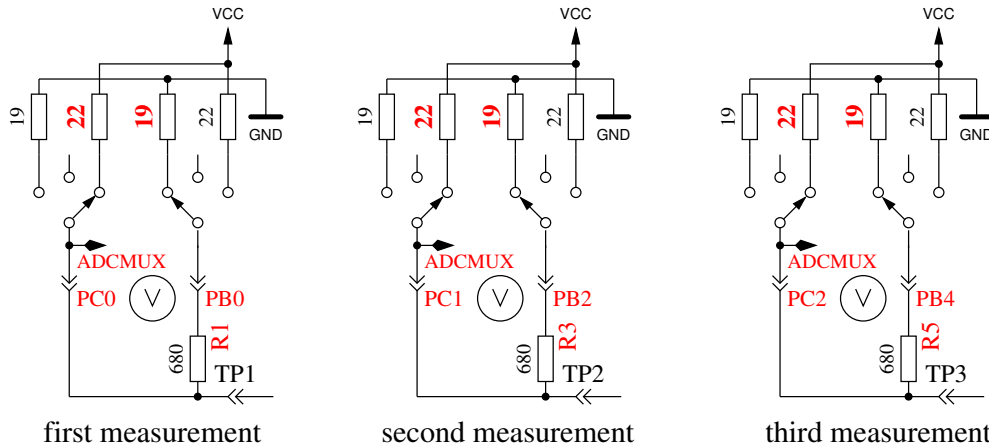 VCC
19
22
19
22
GND
ADCMUX
PC0
V
PB0
R1
680
TP1
first measurement
VCC
19
22
19
22
GND
ADCMUX
PC1
V
PB2
R3
680
TP2
second measurement
VCC
19
22
19
22
GND
ADCMUX
PC2
V
PB4
R5
680
TP3
third measurement